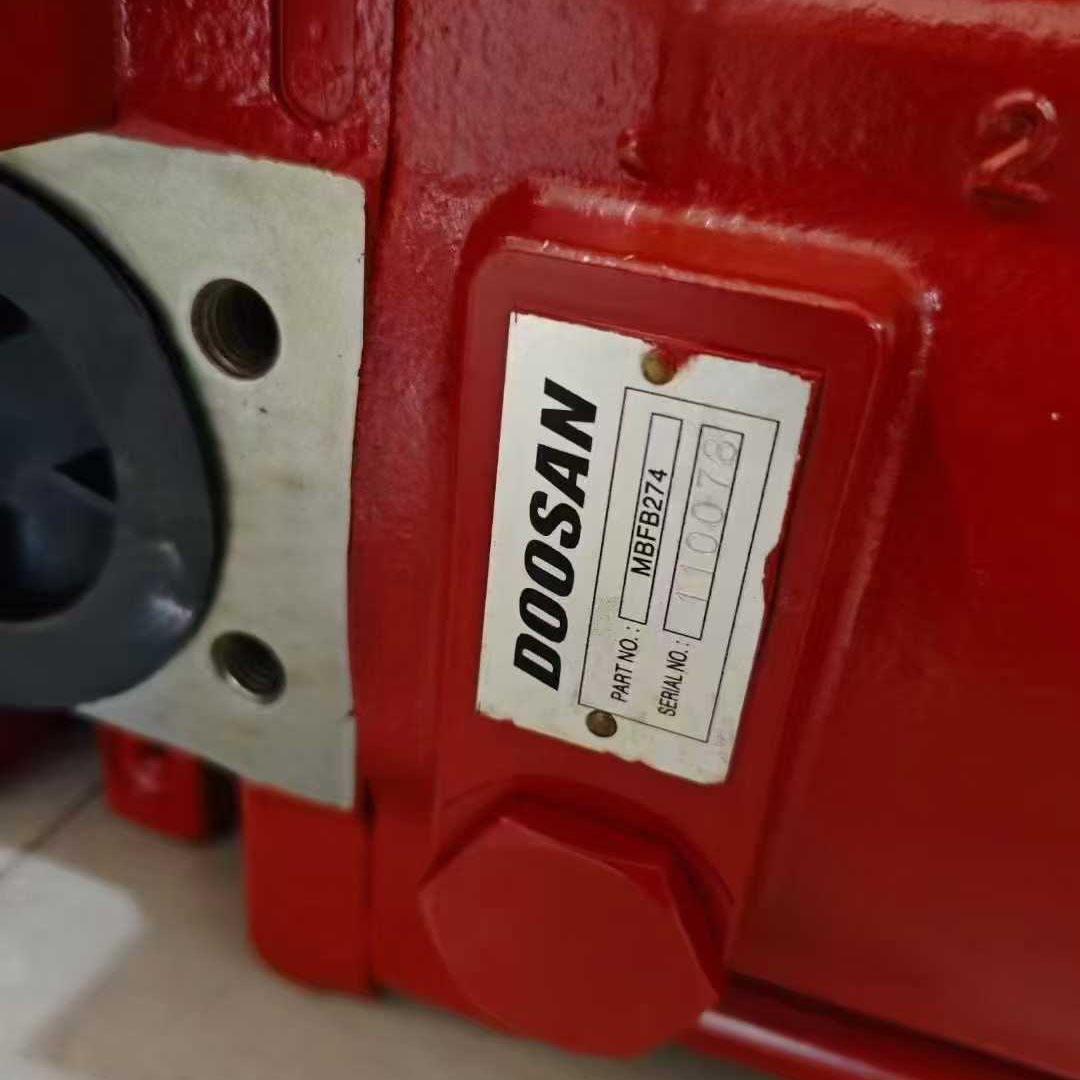 2
DOOSAN
PART NO. : MBFB274
SERIAL NO. : 110078